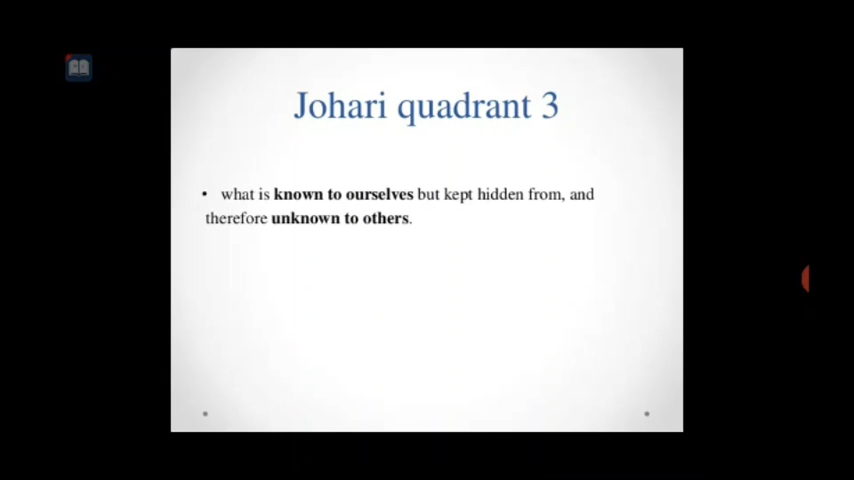 Johari quadrant 3
• what is known to ourselves but kept hidden from, and
therefore unknown to others.